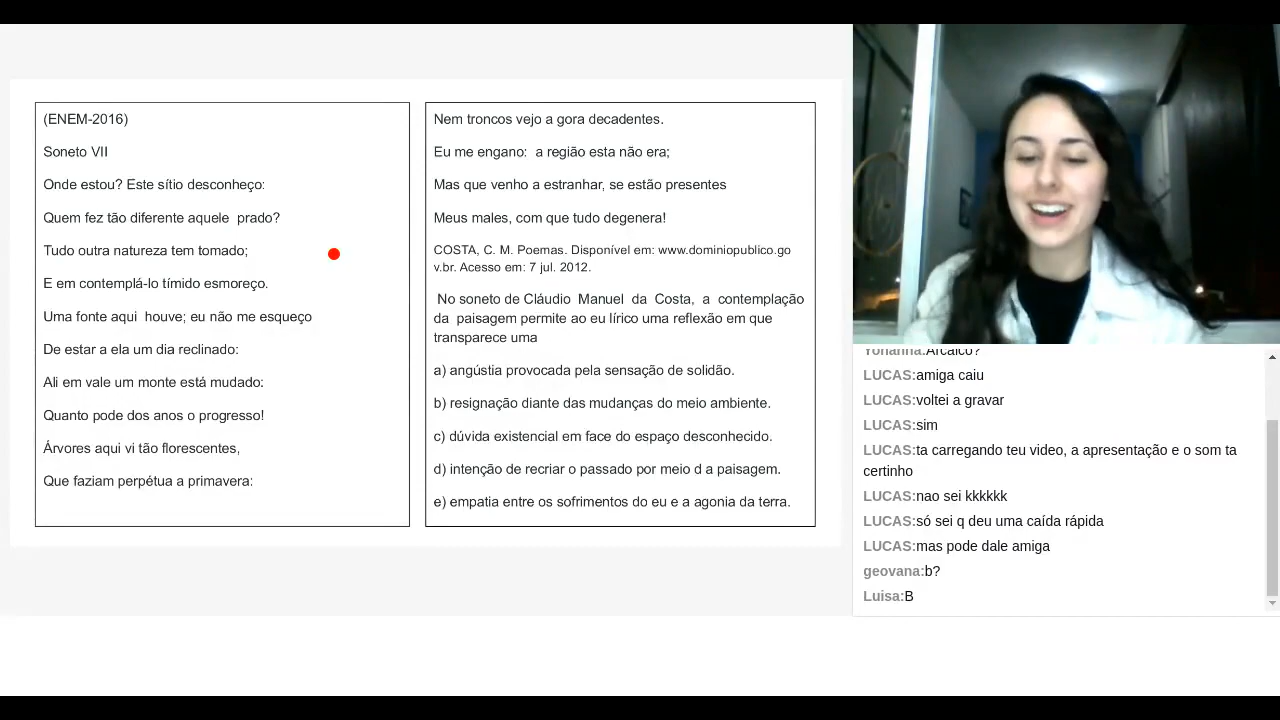 (ENEM-2016)
Soneto VII
Onde estou? Este sítio desconheço:
Quem fez tão diferente aquele prado?
Tudo outra natureza tem tomado;
E em contemplá-lo tímido esmoreço.
Uma fonte aqui houve; eu não me esqueço
De estar a ela um dia reclinado:
Ali em vale um monte está mudado:
Quanto pode dos anos o progresso!
Árvores aqui vi tão florescentes,
Que faziam perpétua a primavera:
Nem troncos vejo a gora decadentes.
Eu me engano: a região esta não era;
Mas que venho a estranhar, se estão presentes
Meus males, com que tudo degenera!
COSTA, C. M. Poemas. Disponível em: www.dominiopublico.go
v.br. Acesso em: 7 jul. 2012.
No soneto de Cláudio Manuel da Costa, a contemplação
da paisagem permite ao eu lírico uma reflexão em que
transparece uma
a) angústia provocada pela sensação de solidão.
b) resignação diante das mudanças do meio ambiente.
c) dúvida existencial em face do espaço desconhecido.
d) intenção de recriar o passado por meio d a paisagem.
e) empatia entre os sofrimentos do eu e a agonia da terra.
Yohanna:Arcaico?
LUCAS:amiga caiu
LUCAS:voltei a gravar
LUCAS:sim
LUCAS:ta carregando teu video, a apresentação e o som ta
certinho
LUCAS:nao sei kkkkkk
LUCAS:só sei q deu uma caída rápida
LUCAS:mas pode dale amiga
geovana:b?
Luisa:B